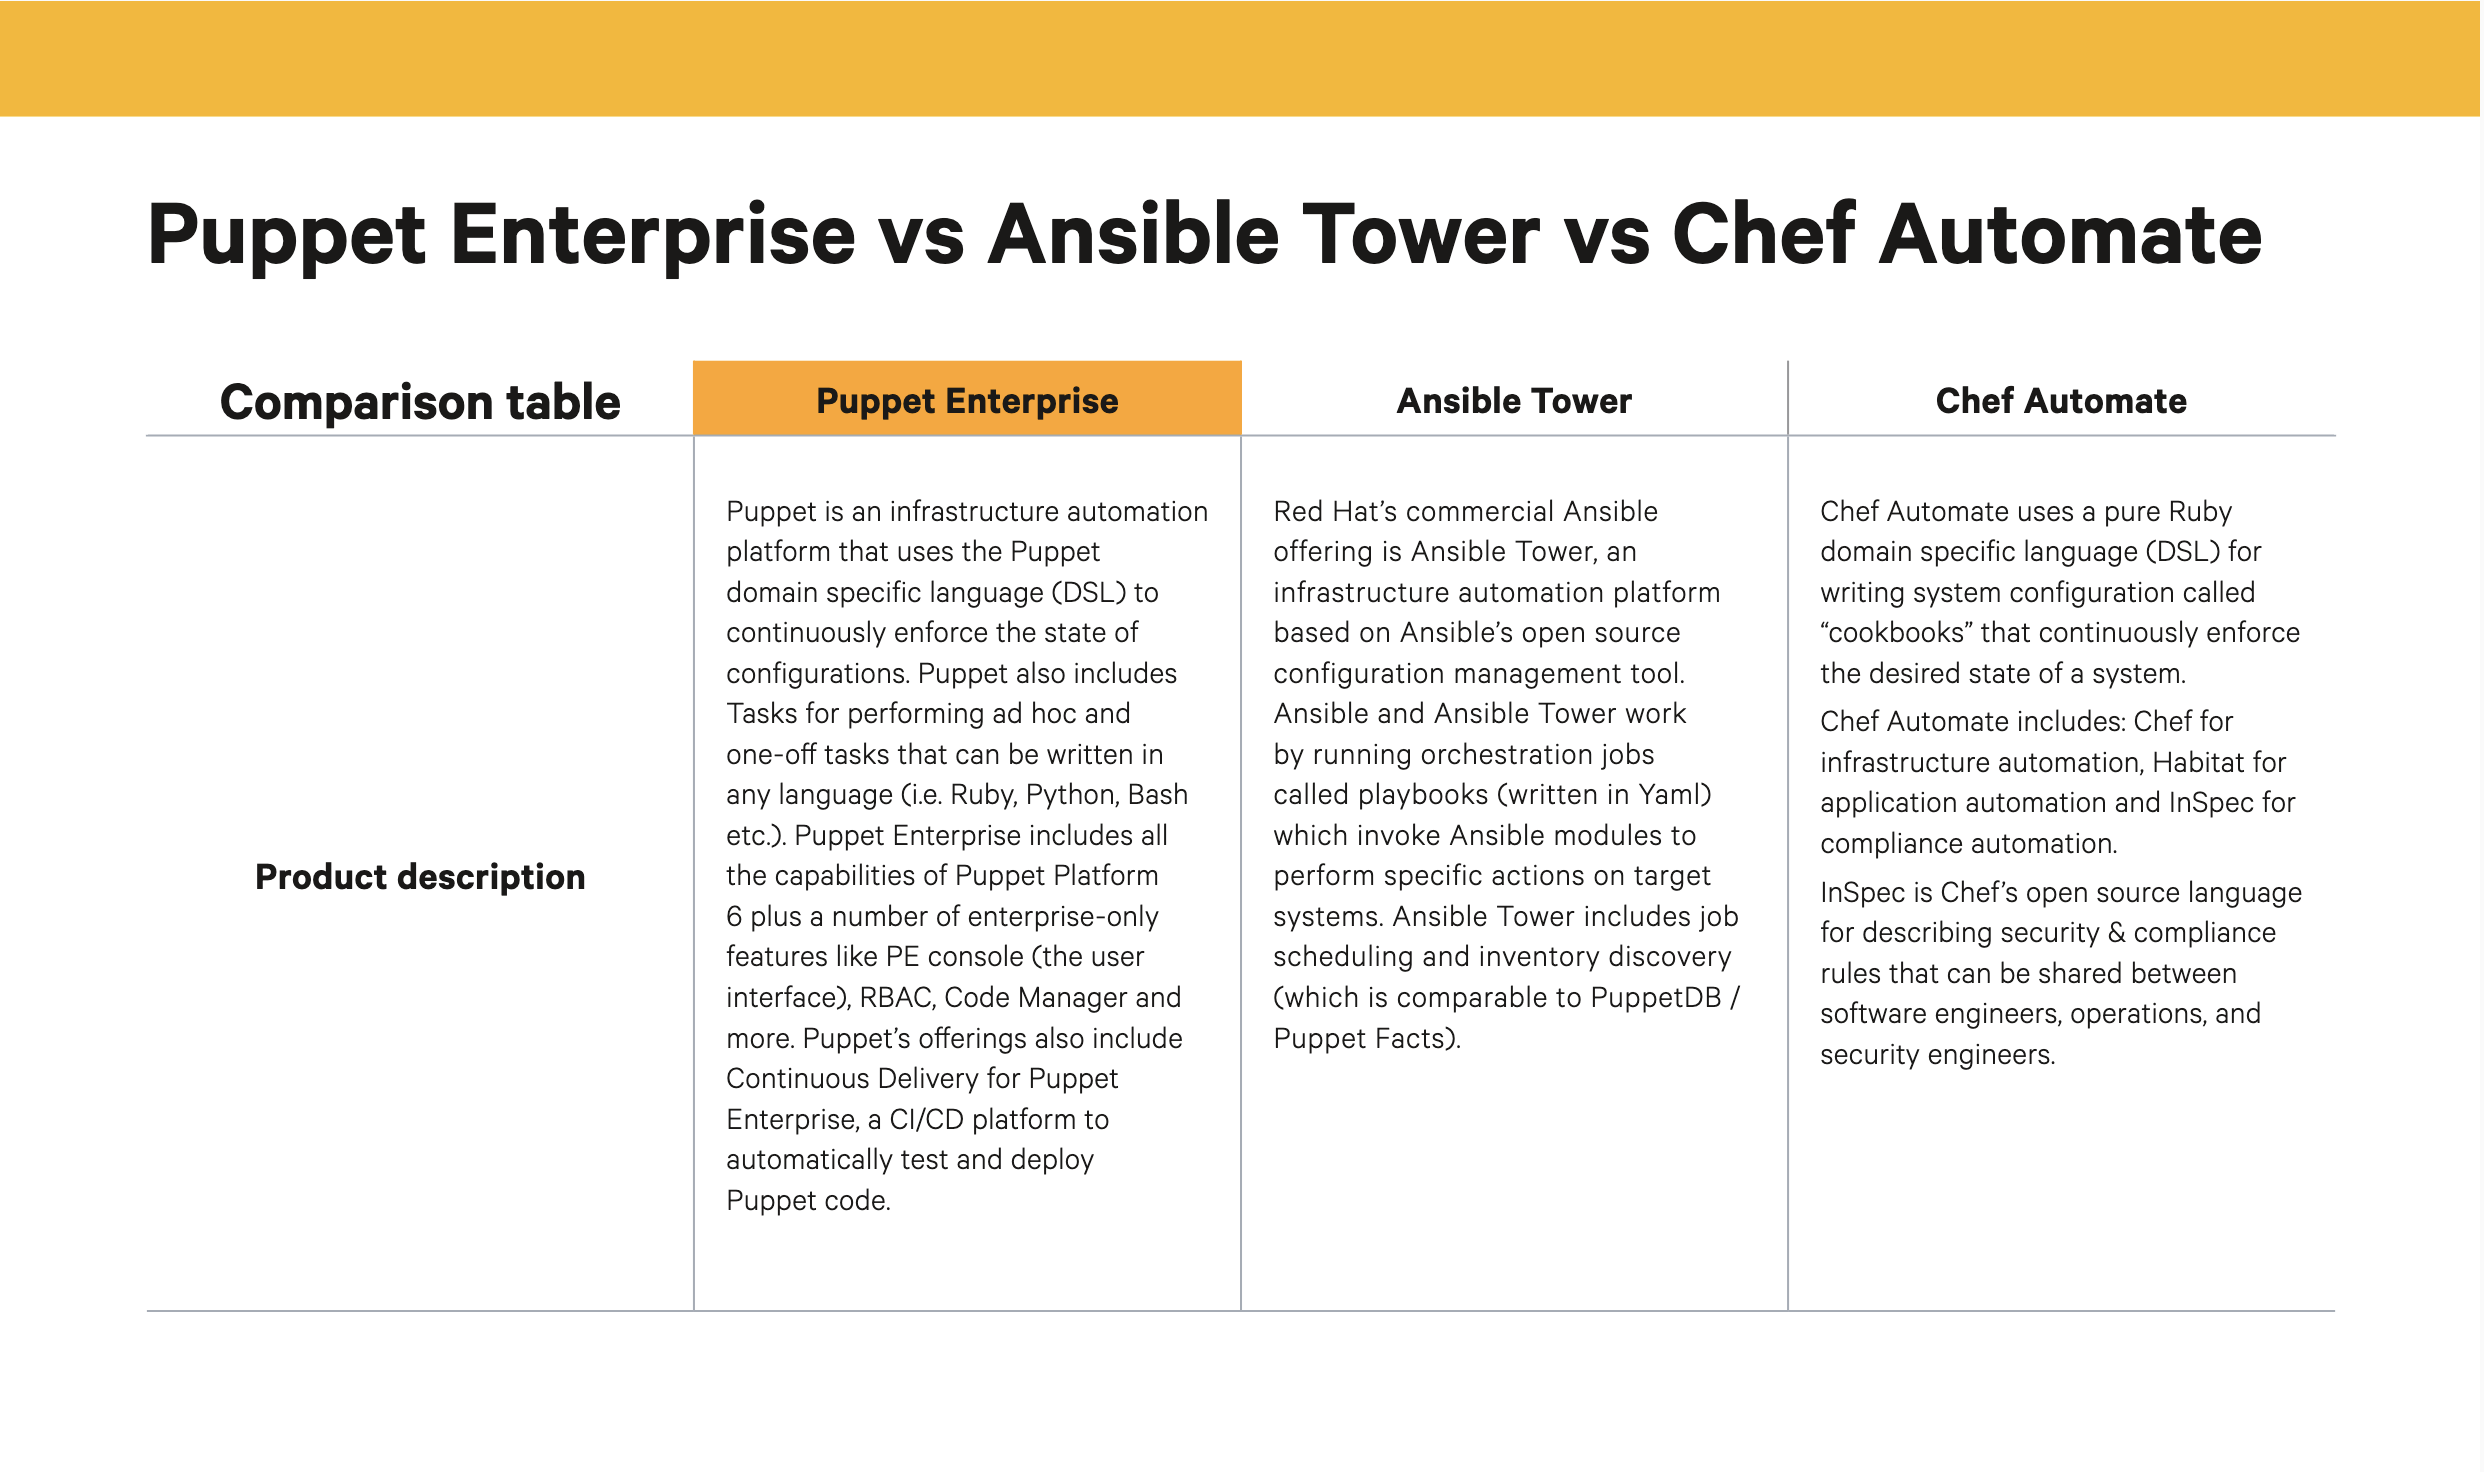 Puppet Enterprise vs Ansible Tower vs Chef Automate
Comparison table
Puppet Enterprise
Ansible Tower
Chef Automate
Product description
Puppet is an infrastructure automation
platform that uses the Puppet
domain specific language (DSL) to
continuously enforce the state of
configurations. Puppet also includes
Tasks for performing ad hoc and
one-off tasks that can be written in
any language (i.e. Ruby, Python, Bash
etc.). Puppet Enterprise includes all
the capabilities of Puppet Platform
6 plus a number of enterprise-only
features like PE console (the user
interface), RBAC, Code Manager and
more. Puppet’s offerings also include
Continuous Delivery for Puppet
Enterprise, a CI/CD platform to
automatically test and deploy
Puppet code.
Red Hat’s commercial Ansible
offering is Ansible Tower, an
infrastructure automation platform
based on Ansible’s open source
configuration management tool.
Ansible and Ansible Tower work
by running orchestration jobs
called playbooks (written in Yaml)
which invoke Ansible modules to
perform specific actions on target
systems. Ansible Tower includes job
scheduling and inventory discovery
(which is comparable to PuppetDB /
Puppet Facts).
Chef Automate uses a pure Ruby
domain specific language (DSL) for
writing system configuration called
“cookbooks” that continuously enforce
the desired state of a system.
Chef Automate includes: Chef for
infrastructure automation, Habitat for
application automation and InSpec for
compliance automation.
InSpec is Chef’s open source language
for describing security & compliance
rules that can be shared between
software engineers, operations, and
security engineers.